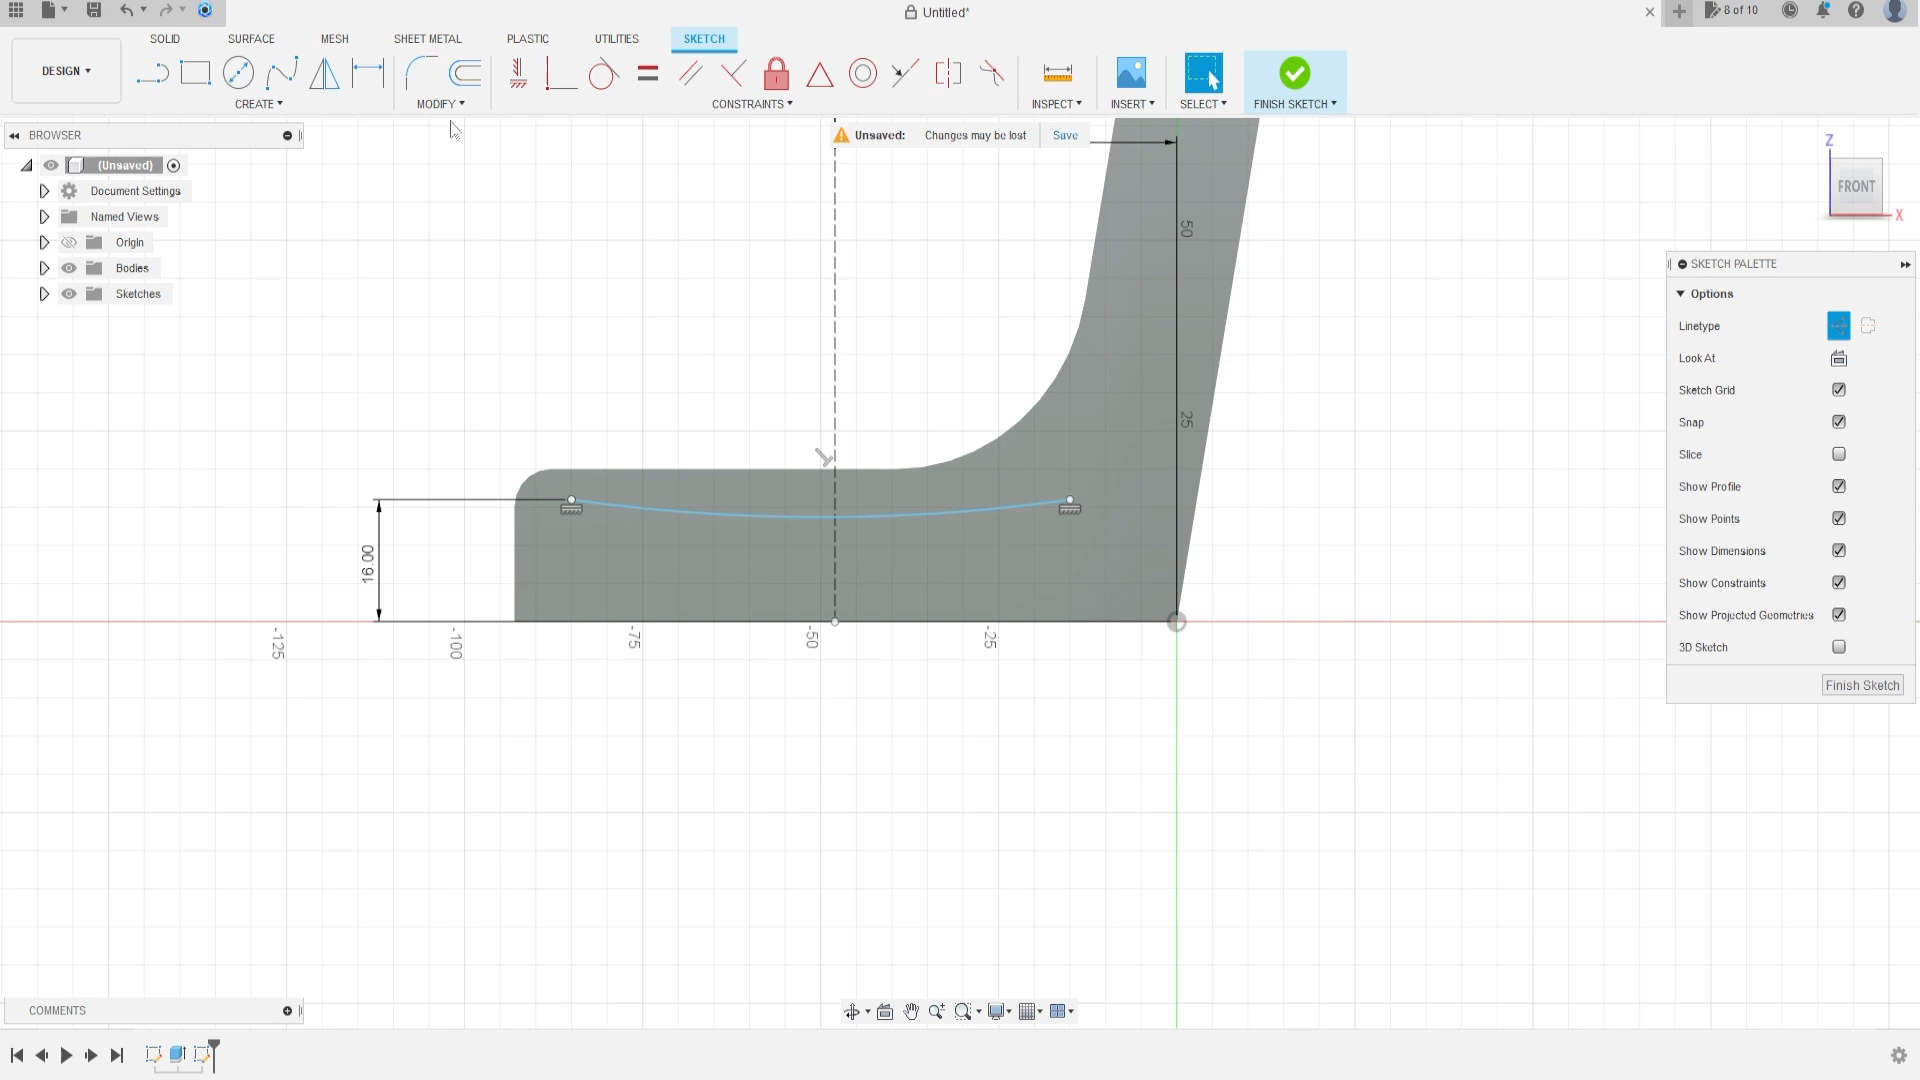 Untitled*
8 of 10
SOLID SURFACE MESH SHEET METAL PLASTIC UTILITIES SKETCH
DESIGN
CREATE MODIFY CONSTRAINTS INSPECT INSERT SELECT FINISH SKETCH
BROWSER
Unsaved: Changes may be lost Save
(Unsaved)
Document Settings
Named Views
Origin
Bodies
Sketches
Z
FRONT
X
50
25
19.00
-125
-100
-75
-50
-25
SKETCH PALETTE
Options
Linetype
Look At
Sketch Grid
Snap
Slice
Show Profile
Show Points
Show Dimensions
Show Constraints
Show Projected Geometries
3D Sketch
Finish Sketch
COMMENTS